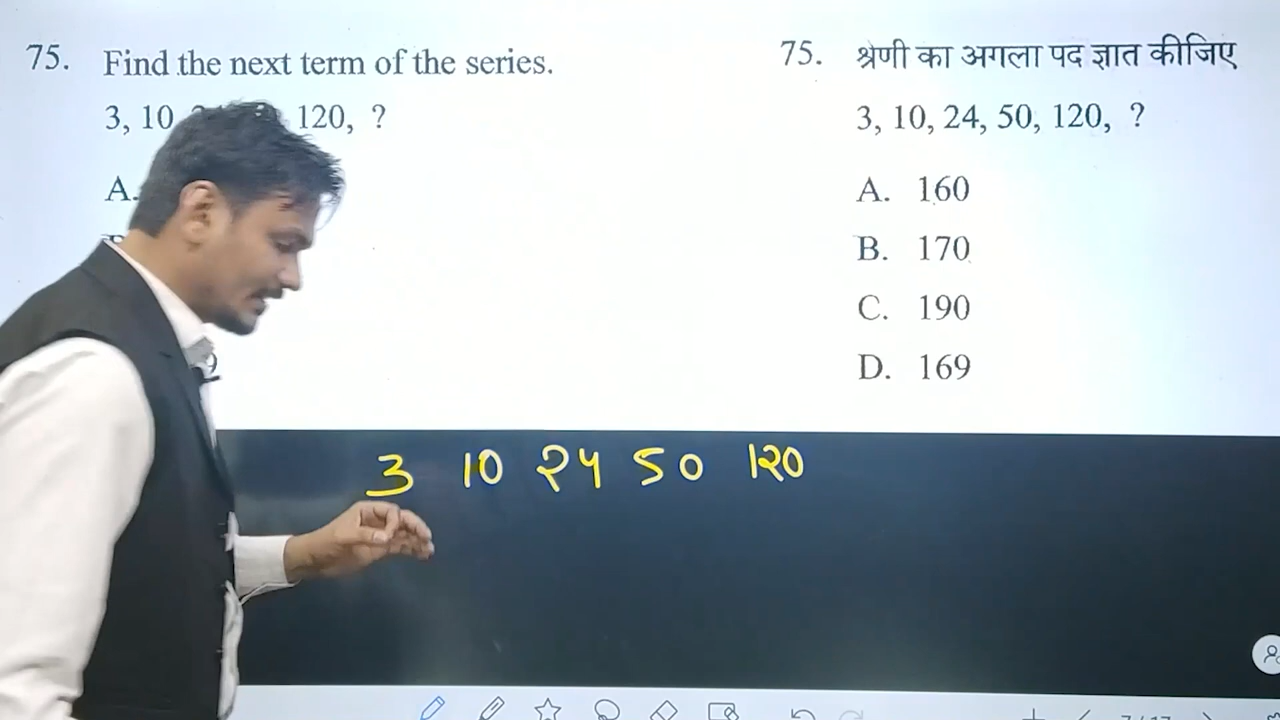 75. Find the next term of the series.
3, 10 120, ?
A.
75. श्रेणी का अगला पद ज्ञात कीजिए
3, 10, 24, 50, 120, ?
A. 160
B. 170
C. 190
D. 169
3 10 24 50 120